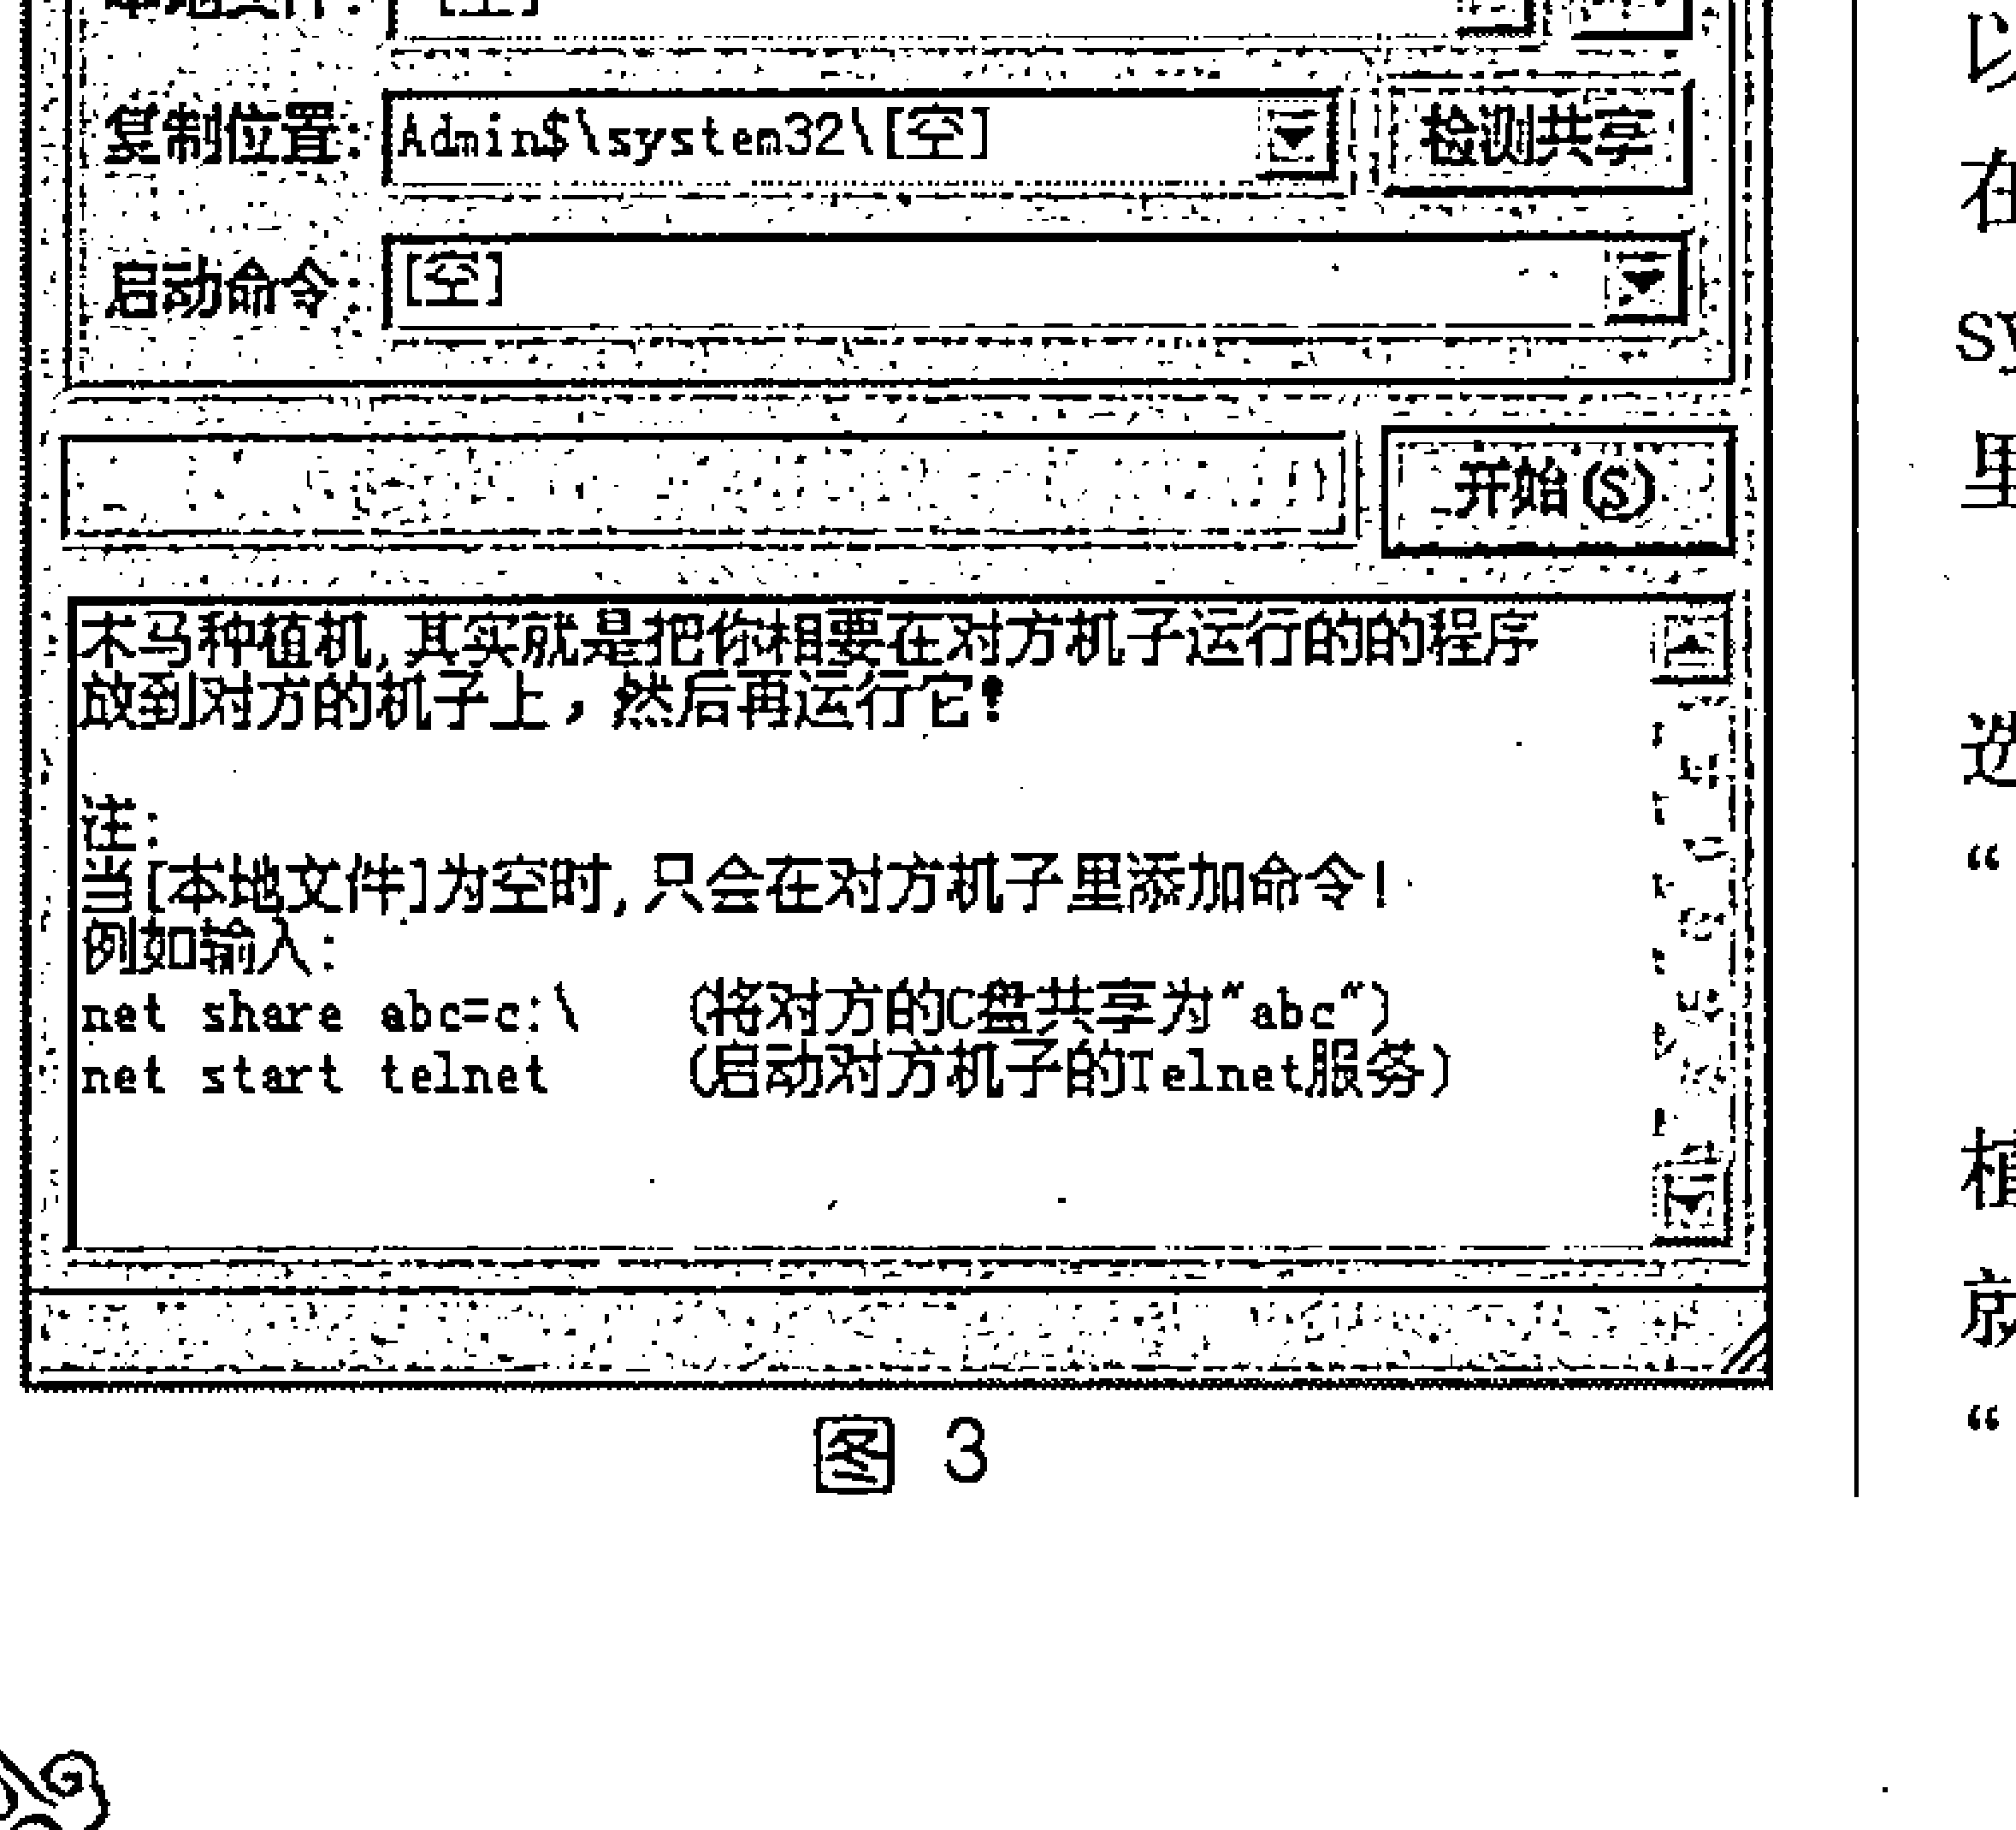 本地文件: [空]
复制位置: Admin$\system32\[空] 检测共享
启动命令: [空]
开始(S)
木马种植机,其实就是把你相要在对方机子运行的的程序
放到对方的机子上，然后再运行它!
注:
当[本地文件]为空时,只会在对方机子里添加命令!
例如输入:
net share abc=c:\ (将对方的C盘共享为"abc")
net start telnet (启动对方机子的Telnet服务)
图 3
以
在
里
选
“
植
就
“